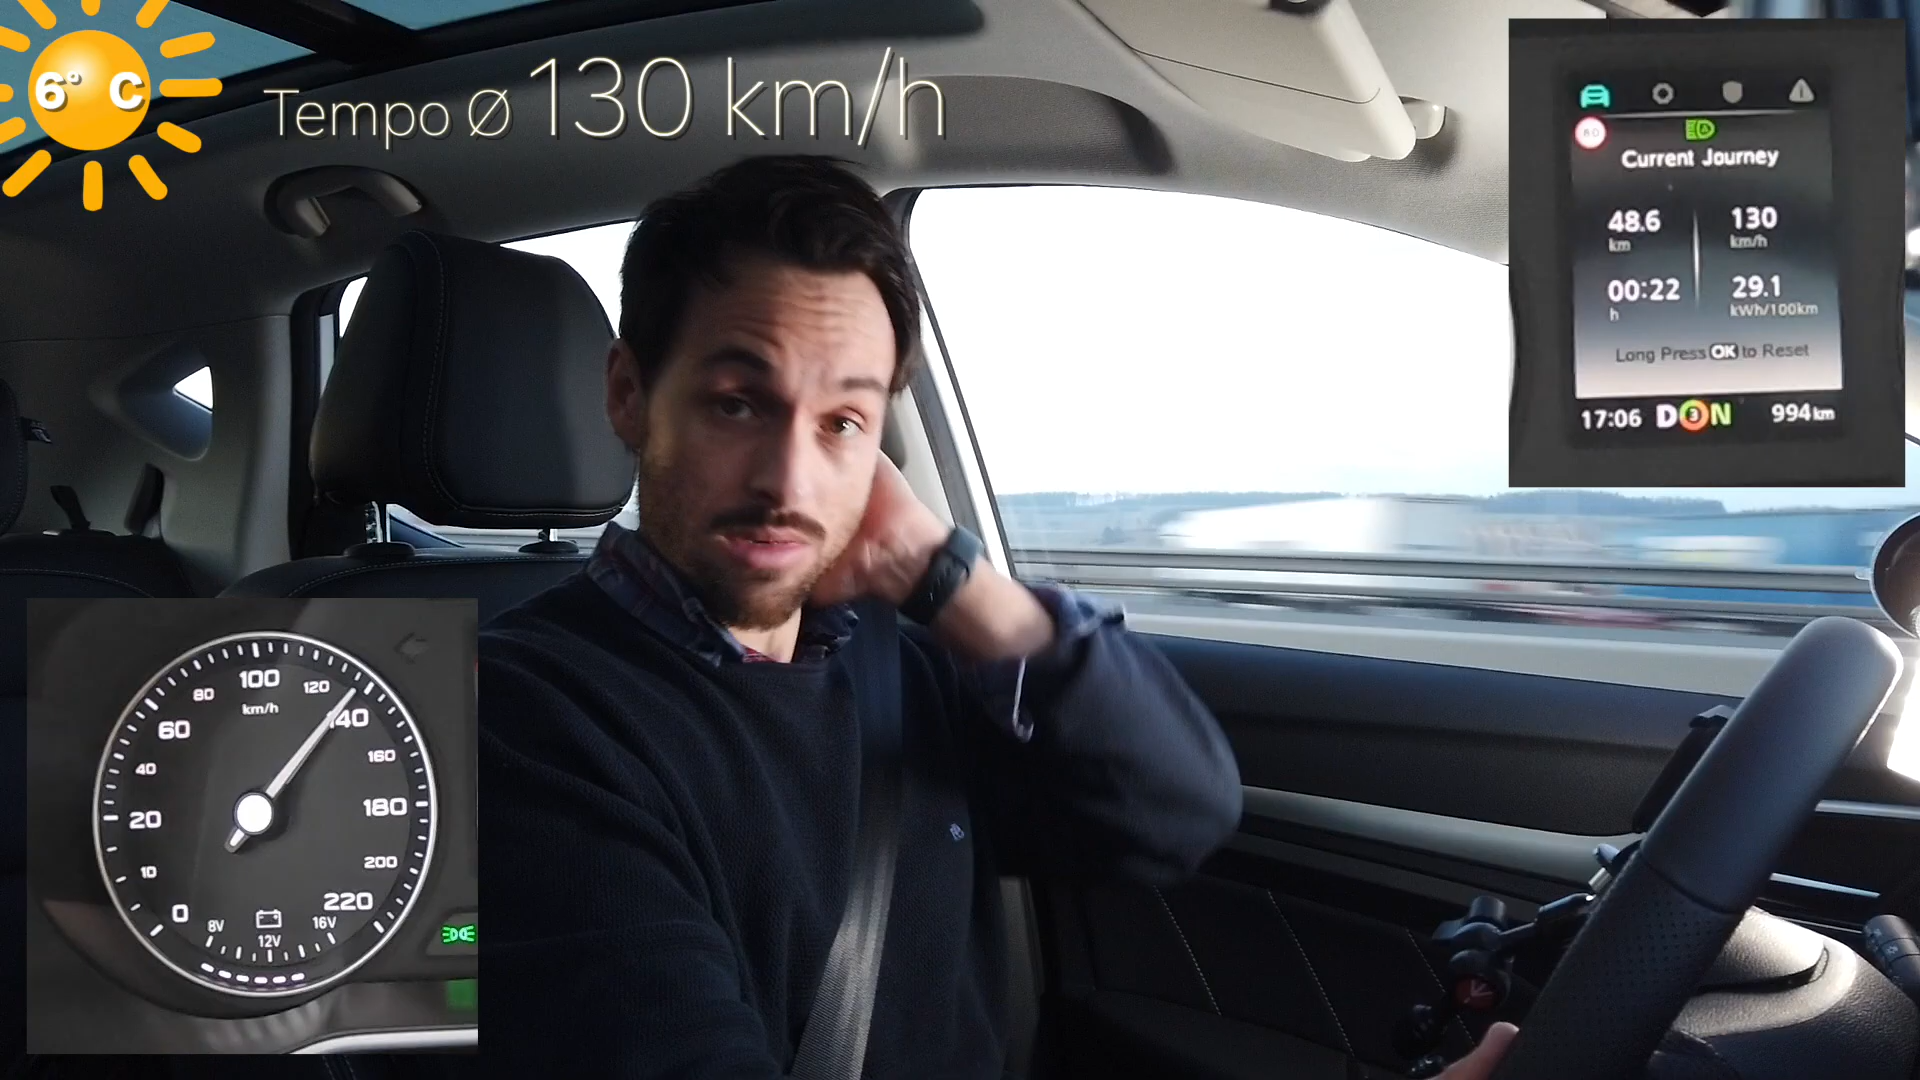 6° C
Tempo Ø 130 km/h
80
Current Journey
48.6 130
km km/h
00:22 29.1
h kWh/100km
Long Press OK to Reset
17:06 D 3 N 994 km
100
80 120
km/h
60 140
40 160
20 180
10 200
0 220
8V 16V
12V